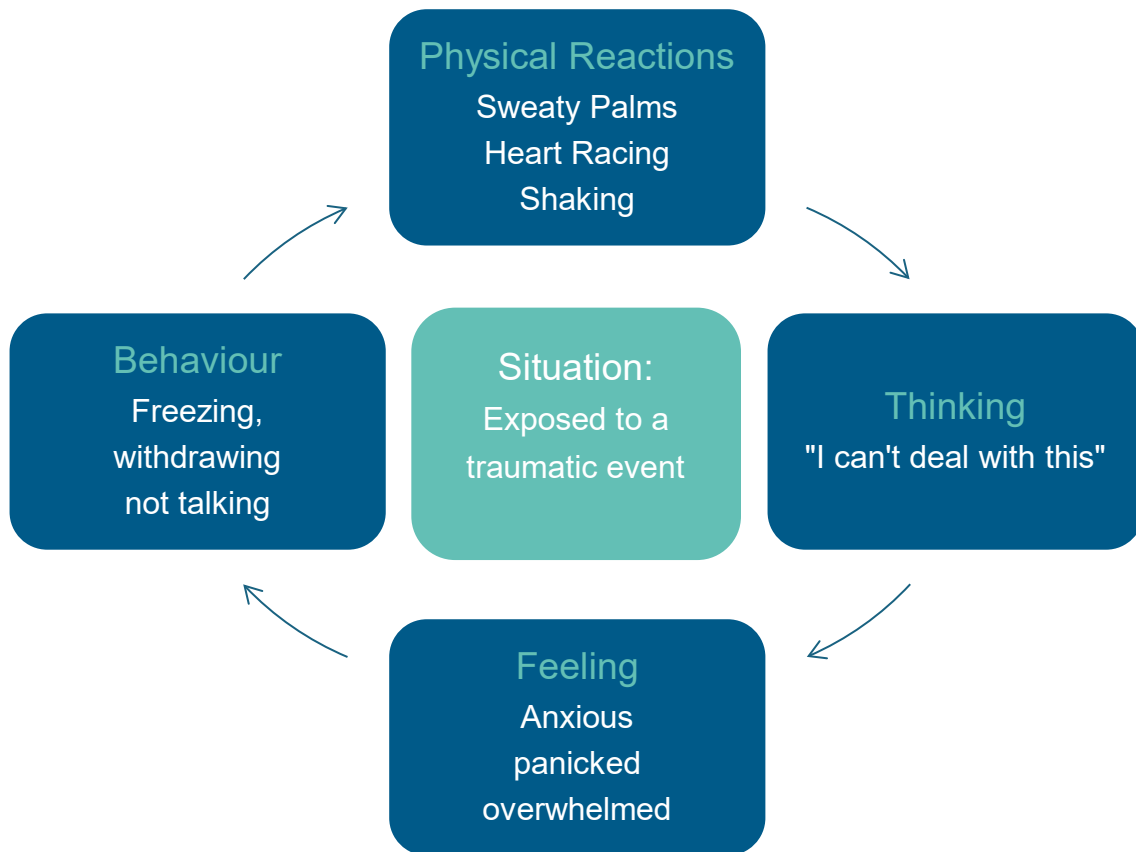 Physical Reactions
Sweaty Palms
Heart Racing
Shaking
Behaviour
Freezing,
withdrawing
not talking
Situation:
Exposed to a
traumatic event
Thinking
"I can't deal with this"
Feeling
Anxious
panicked
overwhelmed